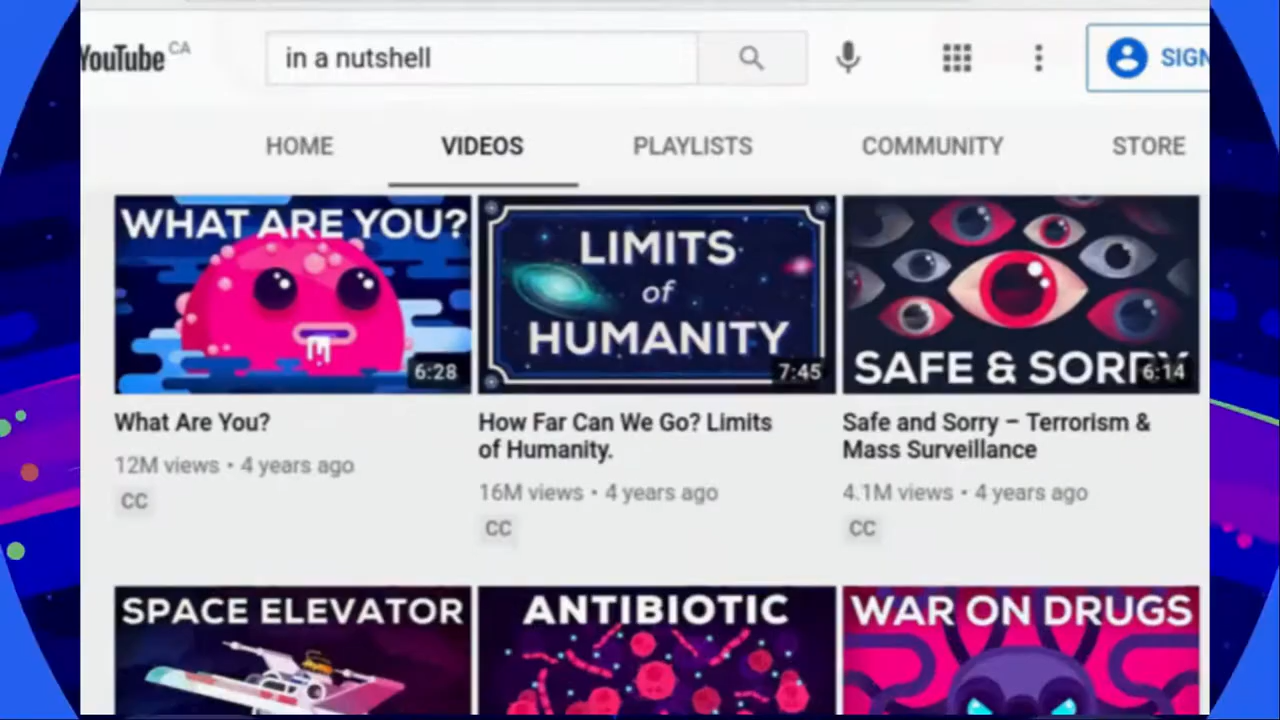 YouTube CA
in a nutshell
SIGN
HOME VIDEOS PLAYLISTS COMMUNITY STORE
WHAT ARE YOU?
6:28
LIMITS
of
HUMANITY
7:45
SAFE & SORRY
6:14
What Are You?
12M views • 4 years ago
CC
How Far Can We Go? Limits
of Humanity.
16M views • 4 years ago
CC
Safe and Sorry – Terrorism &
Mass Surveillance
4.1M views • 4 years ago
CC
SPACE ELEVATOR
ANTIBIOTIC
WAR ON DRUGS